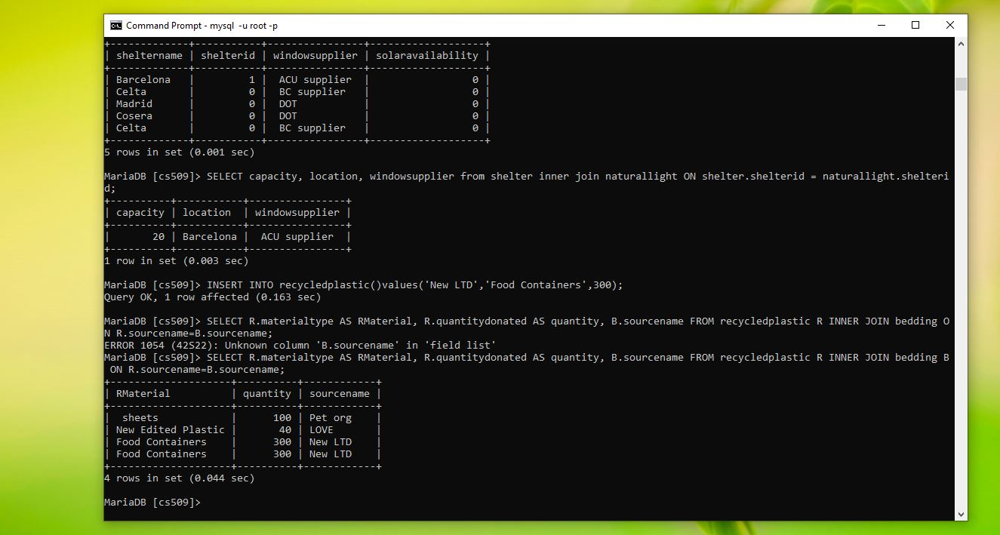 Command Prompt - mysql  -u root -p
+-------------+-----------+----------------+-------------------+
| sheltername | shelterid | windowsupplier | solaravailability |
+-------------+-----------+----------------+-------------------+
| Barcelona   |         1 |  ACU supplier  |                 0 |
| Celta       |         0 |  BC supplier   |                 0 |
| Madrid      |         0 |  DOT           |                 0 |
| Cosera      |         0 |  DOT           |                 0 |
| Celta       |         0 |  BC supplier   |                 0 |
+-------------+-----------+----------------+-------------------+
5 rows in set (0.001 sec)
MariaDB [cs509]> SELECT capacity, location, windowsupplier from shelter inner join naturallight ON shelter.shelterid = naturallight.shelteri
d;
+----------+-----------+----------------+
| capacity | location  | windowsupplier |
+----------+-----------+----------------+
|       20 | Barcelona |  ACU supplier  |
+----------+-----------+----------------+
1 row in set (0.003 sec)
MariaDB [cs509]> INSERT INTO recycledplastic()values('New LTD','Food Containers',300);
Query OK, 1 row affected (0.163 sec)
MariaDB [cs509]> SELECT R.materialtype AS RMaterial, R.quantitydonated AS quantity, B.sourcename FROM recycledplastic R INNER JOIN bedding O
N R.sourcename=B.sourcename;
ERROR 1054 (42S22): Unknown column 'B.sourcename' in 'field list'
MariaDB [cs509]> SELECT R.materialtype AS RMaterial, R.quantitydonated AS quantity, B.sourcename FROM recycledplastic R INNER JOIN bedding B
 ON R.sourcename=B.sourcename;
+--------------------+----------+------------+
| RMaterial          | quantity | sourcename |
+--------------------+----------+------------+
|  sheets            |      100 | Pet org    |
| New Edited Plastic |       40 | LOVE       |
| Food Containers    |      300 | New LTD    |
| Food Containers    |      300 | New LTD    |
+--------------------+----------+------------+
4 rows in set (0.044 sec)
MariaDB [cs509]>